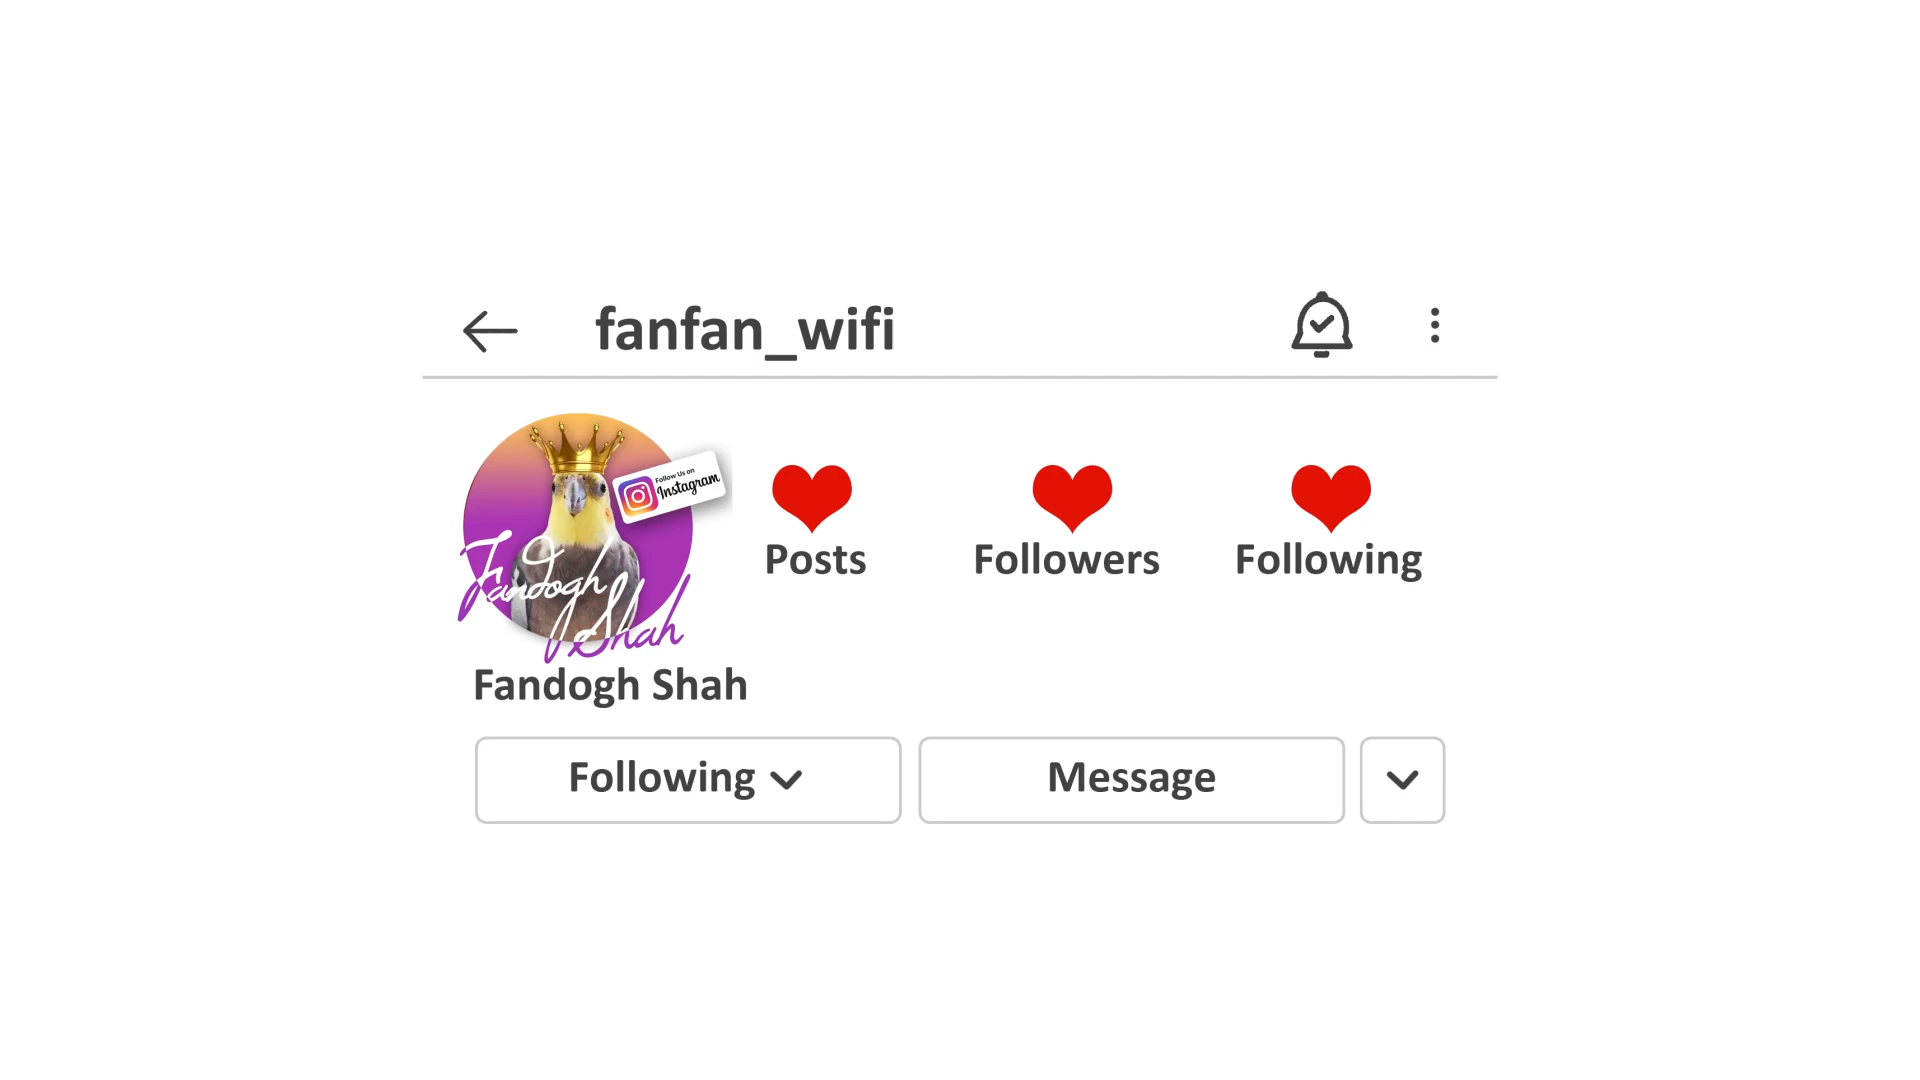 fanfan_wifi
Follow Us on
Instagram
Fandogh
Shah
Posts
Followers
Following
Fandogh Shah
Following
Message